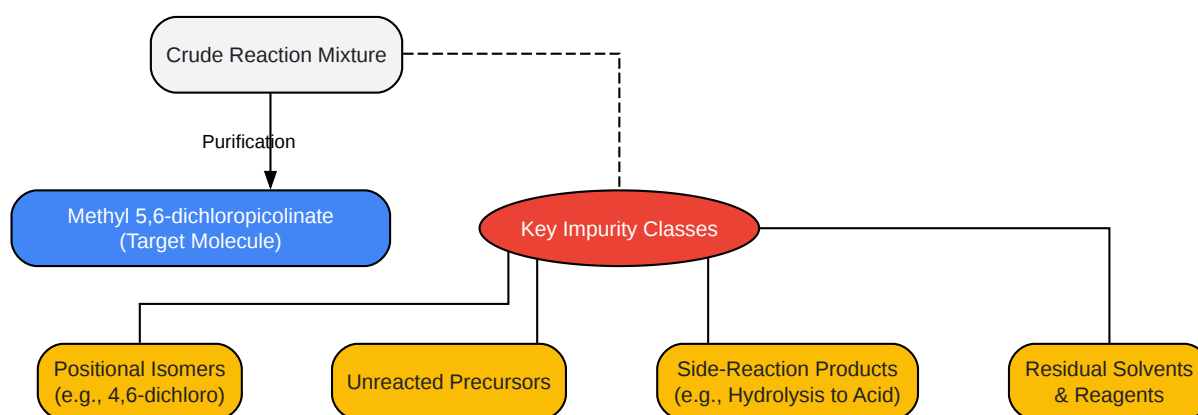 Crude Reaction Mixture
Purification
Methyl 5,6-dichloropicolinate
(Target Molecule)
Key Impurity Classes
Positional Isomers
(e.g., 4,6-dichloro)
Unreacted Precursors
Side-Reaction Products
(e.g., Hydrolysis to Acid)
Residual Solvents
& Reagents